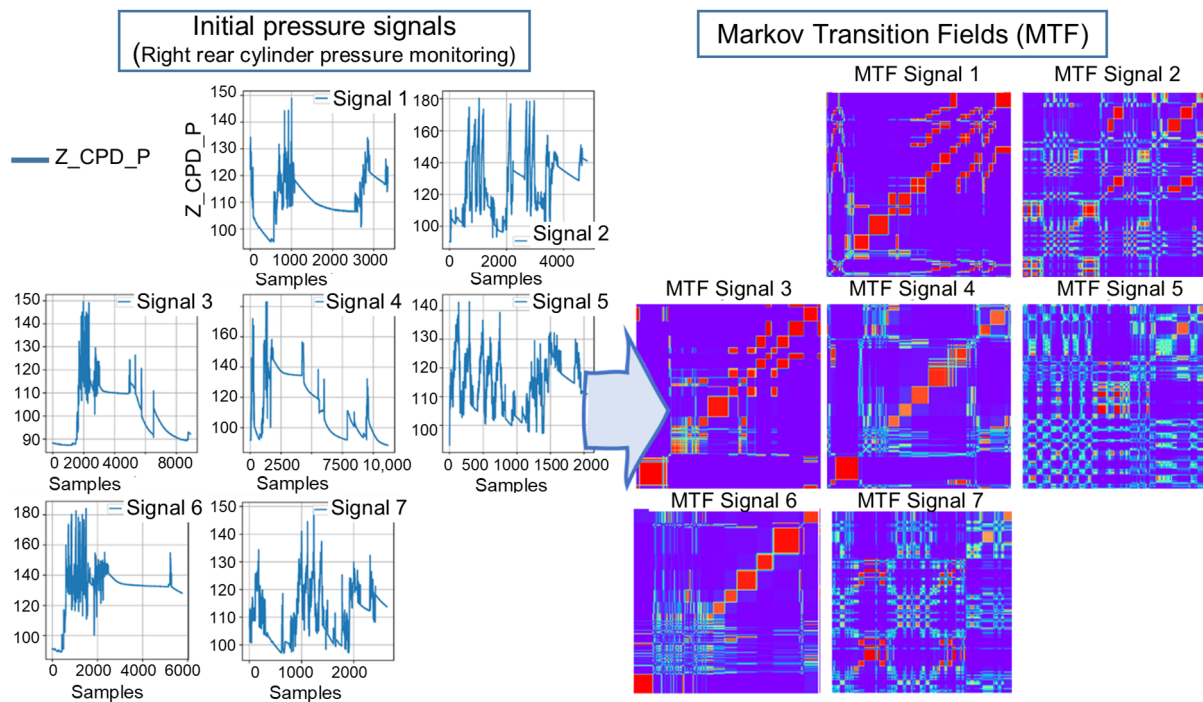 Initial pressure signals
(Right rear cylinder pressure monitoring)
Markov Transition Fields (MTF)
Z_CPD_P
Z_CPD_P
Signal 1
150
140
130
120
110
100
0 1000 2000 3000
Samples
Signal 2
180
160
140
120
100
0 2000 4000
Samples
Signal 3
150
140
130
120
110
100
90
0 2000 4000 6000 8000
Samples
Signal 4
180
160
140
120
100
0 2500 5000 7500 10,000
Samples
Signal 5
140
130
120
110
100
0 500 1000 1500 2000
Samples
Signal 6
180
160
140
120
100
0 2000 4000 6000
Samples
Signal 7
150
140
130
120
110
100
0 1000 2000
Samples
MTF Signal 1
MTF Signal 2
MTF Signal 3
MTF Signal 4
MTF Signal 5
MTF Signal 6
MTF Signal 7